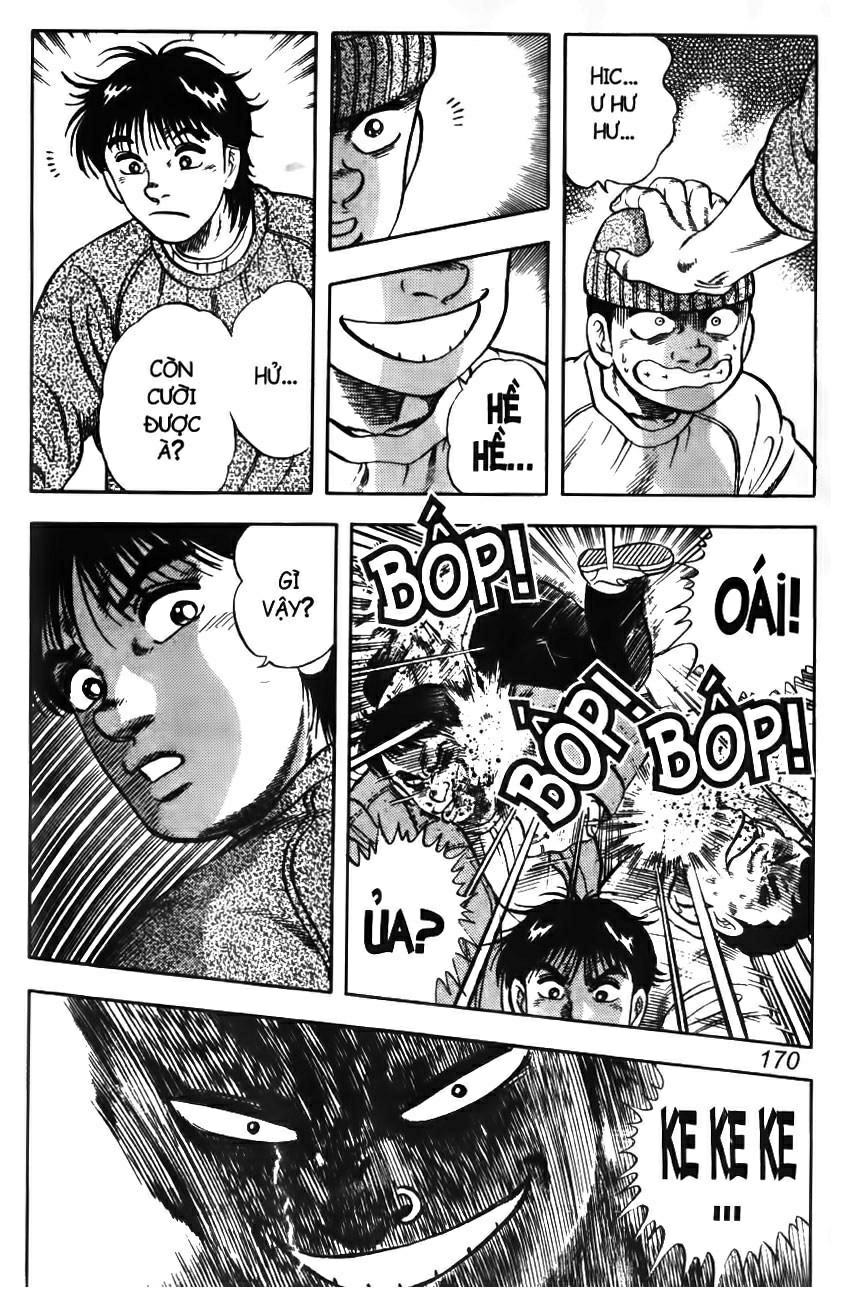 HIC...
Ư HƯ
HƯ...
HỀ
HỀ...
HỬ...
CÒN
CƯỜI
ĐƯỢC
À?
OÁI!
BỐP!
BỐP!
BỐP!
ỦA?
GÌ
VẬY?
170
KE KE KE
...